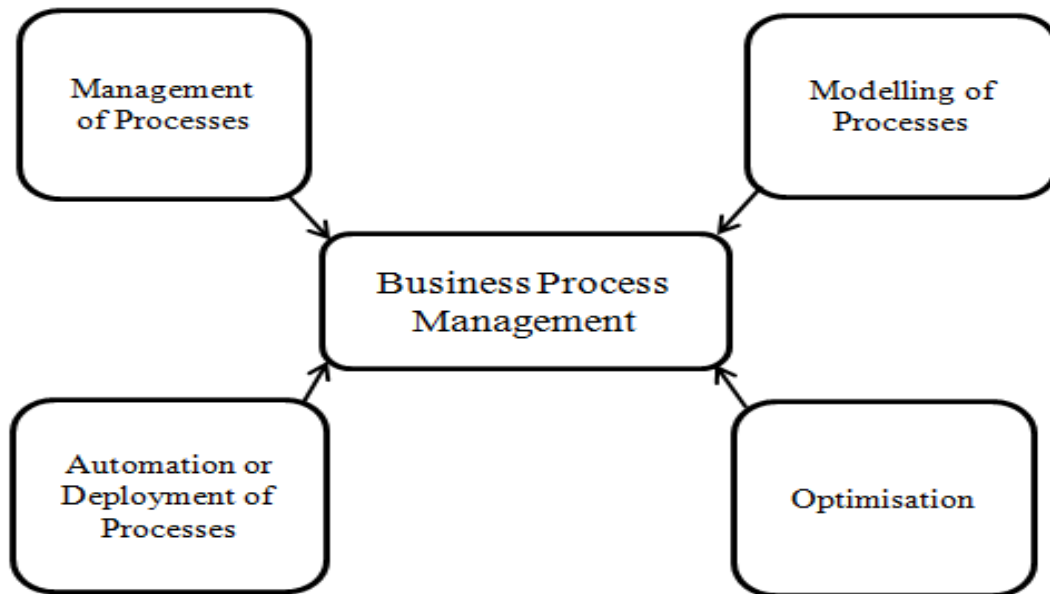 Management
of Processes
Modelling of
Processes
Business Process
Management
Automation or
Deployment of
Processes
Optimisation